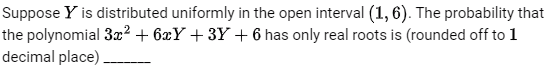 Suppose Y is distributed uniformly in the open interval (1, 6). The probability that
the polynomial 3x² + 6xY + 3Y + 6 has only real roots is (rounded off to 1
decimal place) _______